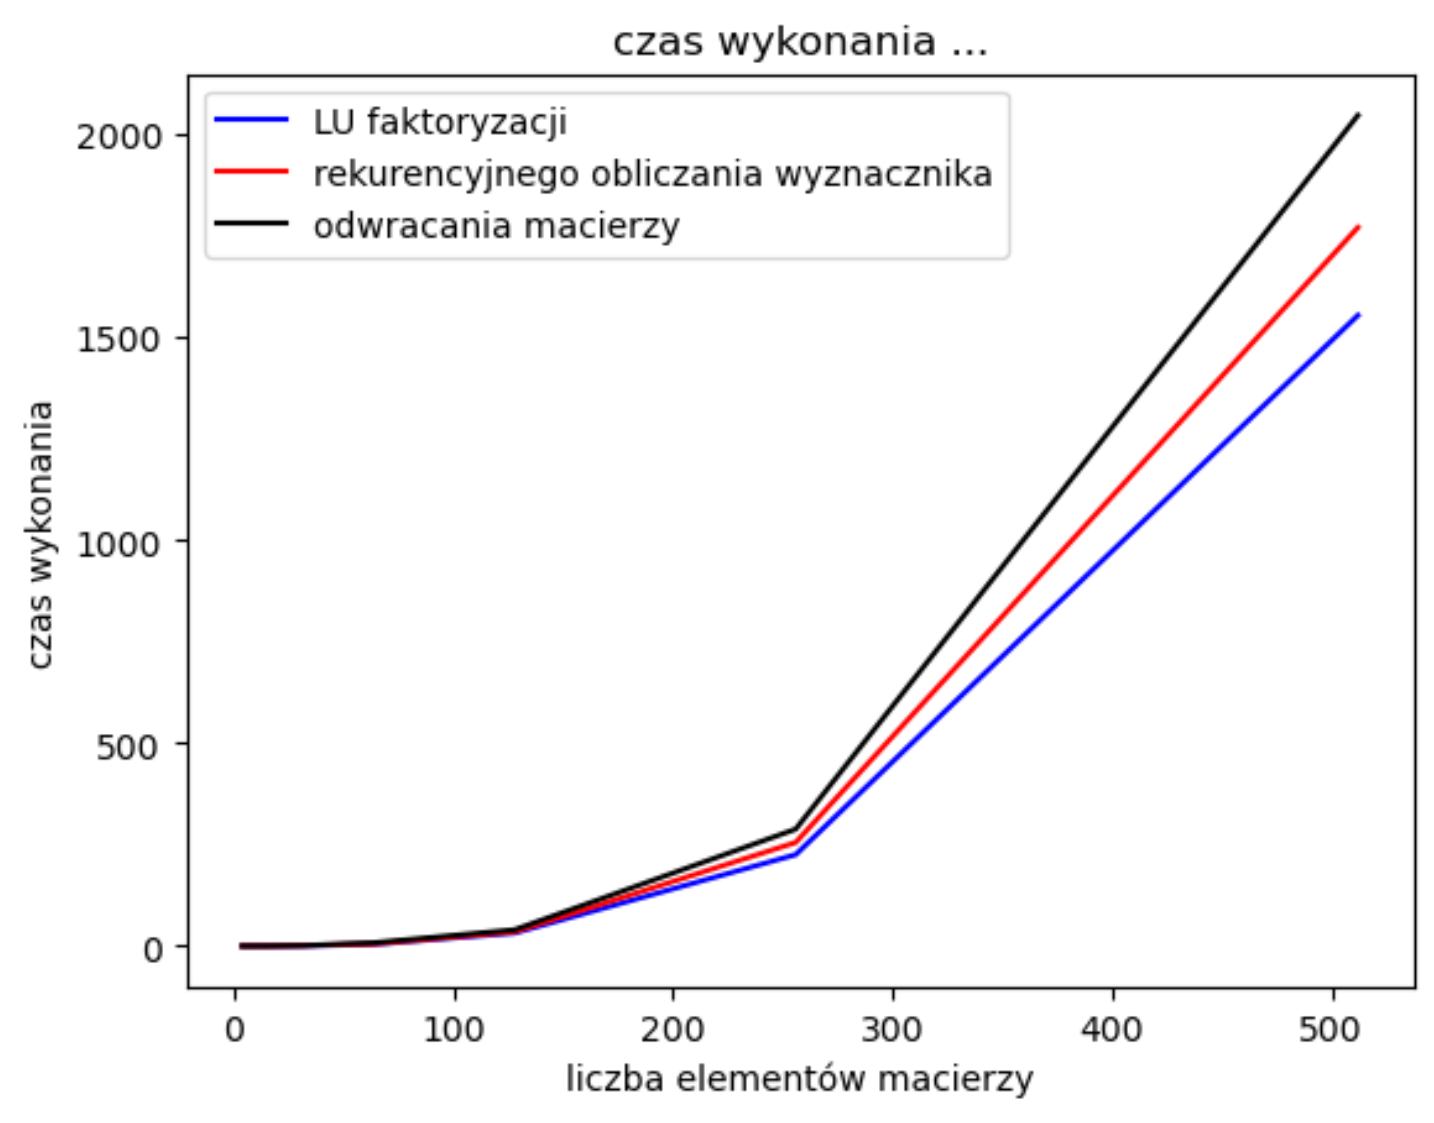 czas wykonania ...
LU faktoryzacji
rekurencyjnego obliczania wyznacznika
odwracania macierzy
2000
1500
1000
500
0
czas wykonania
0 100 200 300 400 500
liczba elementów macierzy